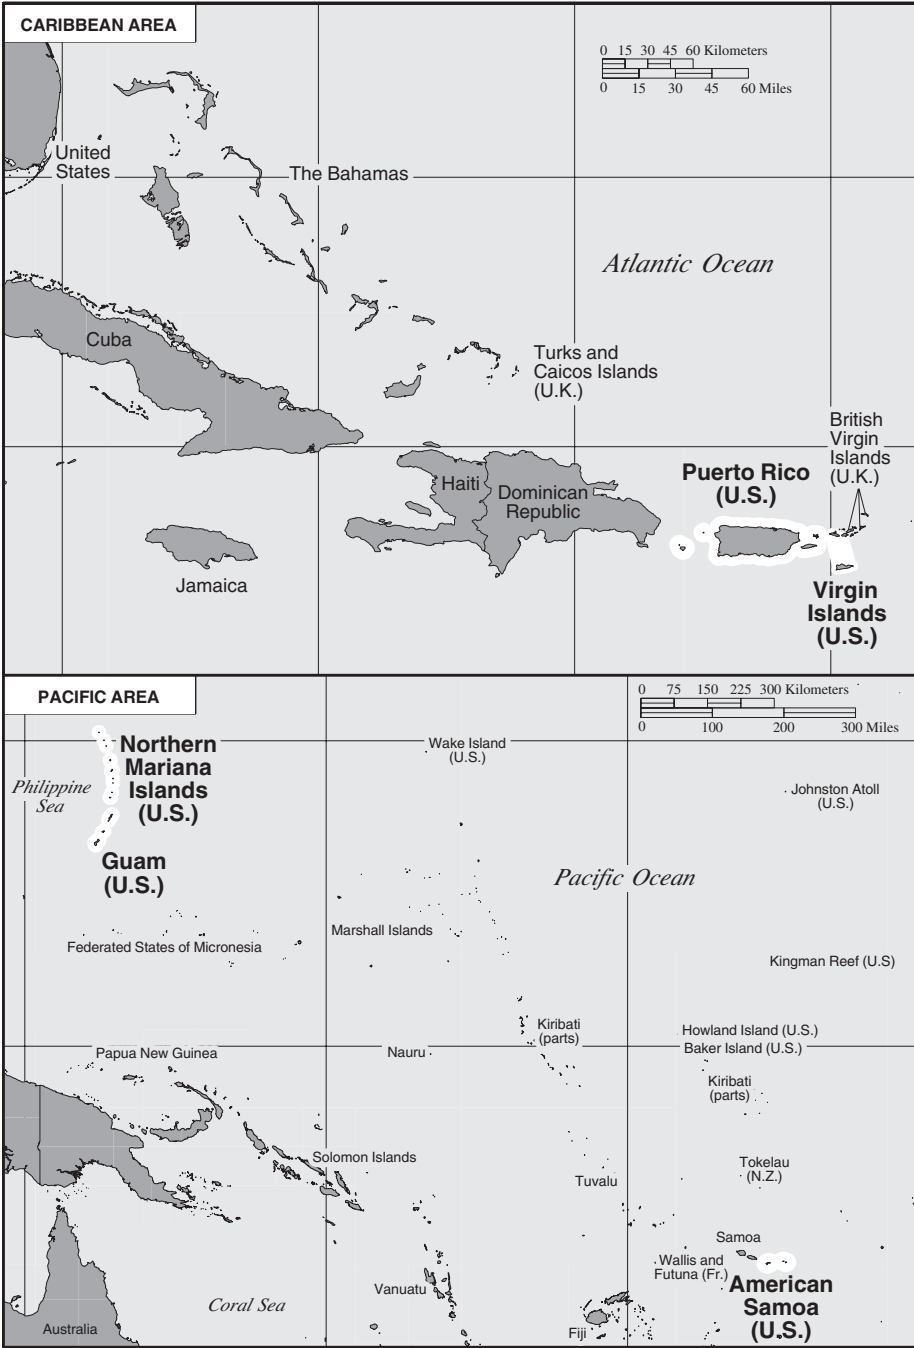 CARIBBEAN AREA
0 15 30 45 60 Kilometers
0 15 30 45 60 Miles
United
States
The Bahamas
Atlantic Ocean
Cuba
Turks and
Caicos Islands
(U.K.)
British
Virgin
Islands
(U.K.)
Puerto Rico
(U.S.)
Haiti
Dominican
Republic
Jamaica
Virgin
Islands
(U.S.)
PACIFIC AREA
0 75 150 225 300 Kilometers
0 100 200 300 Miles
Northern
Mariana
Islands
(U.S.)
Wake Island
(U.S.)
Philippine
Sea
Johnston Atoll
(U.S.)
Guam
(U.S.)
Pacific Ocean
Marshall Islands
Federated States of Micronesia
Kingman Reef (U.S)
Kiribati
(parts)
Howland Island (U.S.)
Baker Island (U.S.)
Papua New Guinea
Nauru
Kiribati
(parts)
Solomon Islands
Tokelau
(N.Z.)
Tuvalu
Samoa
Wallis and
Futuna (Fr.)
American
Samoa
(U.S.)
Vanuatu
Coral Sea
Australia
Fiji